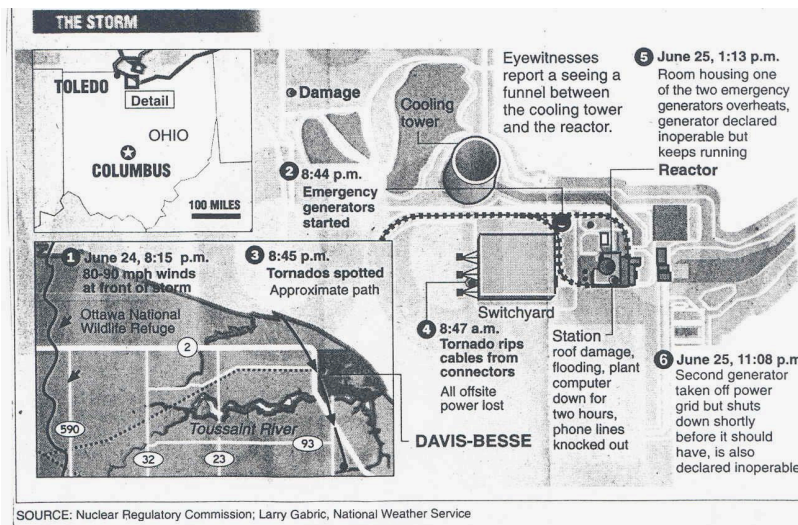 THE STORM
TOLEDO
Detail
OHIO
COLUMBUS
100 MILES
Damage
Cooling
tower
Eyewitnesses
report a seeing a
funnel between
the cooling tower
and the reactor.
5 June 25, 1:13 p.m.
Room housing one
of the two emergency
generators overheats,
generator declared
inoperable but
keeps running
Reactor
2 8:44 p.m.
Emergency
generators
started
1 June 24, 8:15 p.m.
80-90 mph winds
at front of storm
Ottawa National
Wildlife Refuge
3 8:45 p.m.
Tornados spotted
Approximate path
2
590
Toussaint River
32
23
93
Switchyard
4 8:47 a.m.
Tornado rips
cables from
connectors
All offsite
power lost
DAVIS-BESSE
Station
roof damage,
flooding, plant
computer
down for
two hours,
phone lines
knocked out
6 June 25, 11:08 p.m
Second generator
taken off power
grid but shuts
down shortly
before it should
have, is also
declared inoperable
SOURCE: Nuclear Regulatory Commission; Larry Gabric, National Weather Service